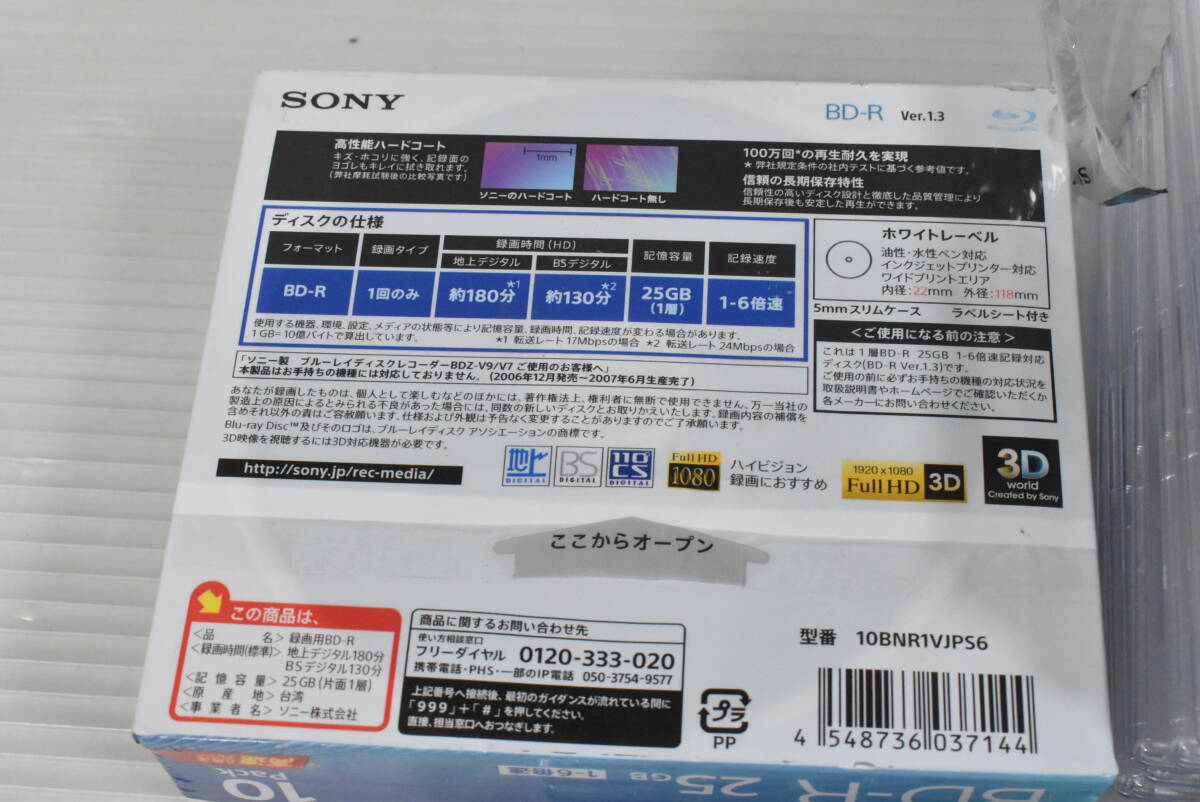 SONY
BD-R Ver.1.3
高性能ハードコート
キズ・ホコリに強く、記録面の
ヨゴレもキレイに拭き取れます。
(弊社摩耗試験後の比較写真です)
1mm
ソニーのハードコート
ハードコート無し
100万回*の再生耐久を実現
* 弊社規定条件の社内テストに基づく参考値です。
信頼の長期保存特性
信頼性の高いディスク設計と徹底した品質管理により
長期保存後も安定した再生ができます。
ディスクの仕様
フォーマット 録画タイプ 録画時間(HD) 記憶容量 記録速度
地上デジタル BSデジタル
BD-R 1回のみ 約180分*1 約130分*2 25GB (1層) 1-6倍速
使用する機器、環境、設定、メディアの状態等により記憶容量、録画時間、記録速度が変わる場合があります。
1GB=10億バイトで算出しています。 *1 転送レート17Mbpsの場合 *2 転送レート24Mbpsの場合
ホワイトレーベル
油性・水性ペン対応
インクジェットプリンター対応
ワイドプリントエリア
内径:22mm 外径:118mm
5mmスリムケース ラベルシート付き
「ソニー製 ブルーレイディスクレコーダーBDZ-V9/V7 ご使用のお客様へ」
本製品はお手持ちの機種には対応しておりません。(2006年12月発売~2007年6月生産完了)
<ご使用になる前の注意>
これは1層BD-R 25GB 1-6倍速記録対応
ディスク(BD-R Ver.1.3)です。
ご使用の前に必ずお手持ちの機種の対応状況を
取扱説明書やホームページでご確認いただくか
各メーカーにお問い合わせください。
あなたが録画したものは、個人として楽しむなどのほかには、著作権法上、権利者に無断で使用できません。万一当社の
製造上の原因によるとみられる不良があった場合には、同数の新しいディスクとお取りかえいたします。録画内容の補償を
含めそれ以外の責はご容赦願います。仕様および外観は予告なく変更することがありますのでご了承願います。
Blu-ray Disc™及びそのロゴは、ブルーレイディスク アソシエーションの商標です。
3D映像を視聴するには3D対応機器が必要です。
http://sony.jp/rec-media/
地上 DIGITAL
BS DIGITAL
110°CS DIGITAL
Full HD 1080
ハイビジョン
録画におすすめ
1920x1080
Full HD 3D
3D
world
Created by Sony
ここからオープン
この商品は、
<品 名> 録画用BD-R
<録画時間(標準)> 地上デジタル180分
BSデジタル130分
<記憶容量> 25GB(片面1層)
<原産地> 台湾
<事業者名> ソニー株式会社
商品に関するお問い合わせ先
使い方相談窓口
フリーダイヤル 0120-333-020
携帯電話・PHS・一部のIP電話 050-3754-9577
上記番号へ接続後、最初のガイダンスが流れている間に
「999」+「#」を押してください。
直接、担当窓口へおつなぎします。
プラ
PP
型番 10BNR1VJPS6
4 548736 037144
10
Pack
1-6倍速
BD-R 25GB